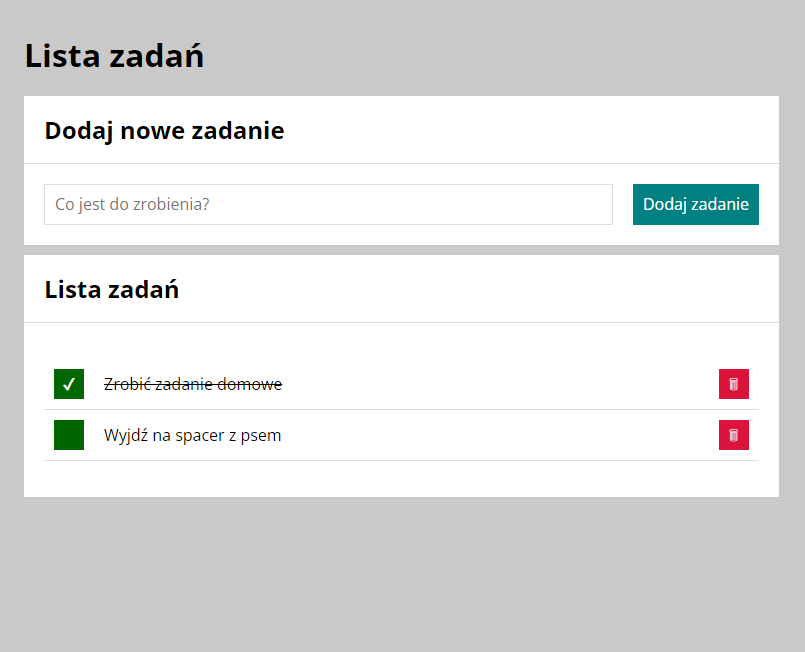 Lista zadań
Dodaj nowe zadanie
Co jest do zrobienia?
Dodaj zadanie
Lista zadań
Zrobić zadanie domowe
Wyjdź na spacer z psem